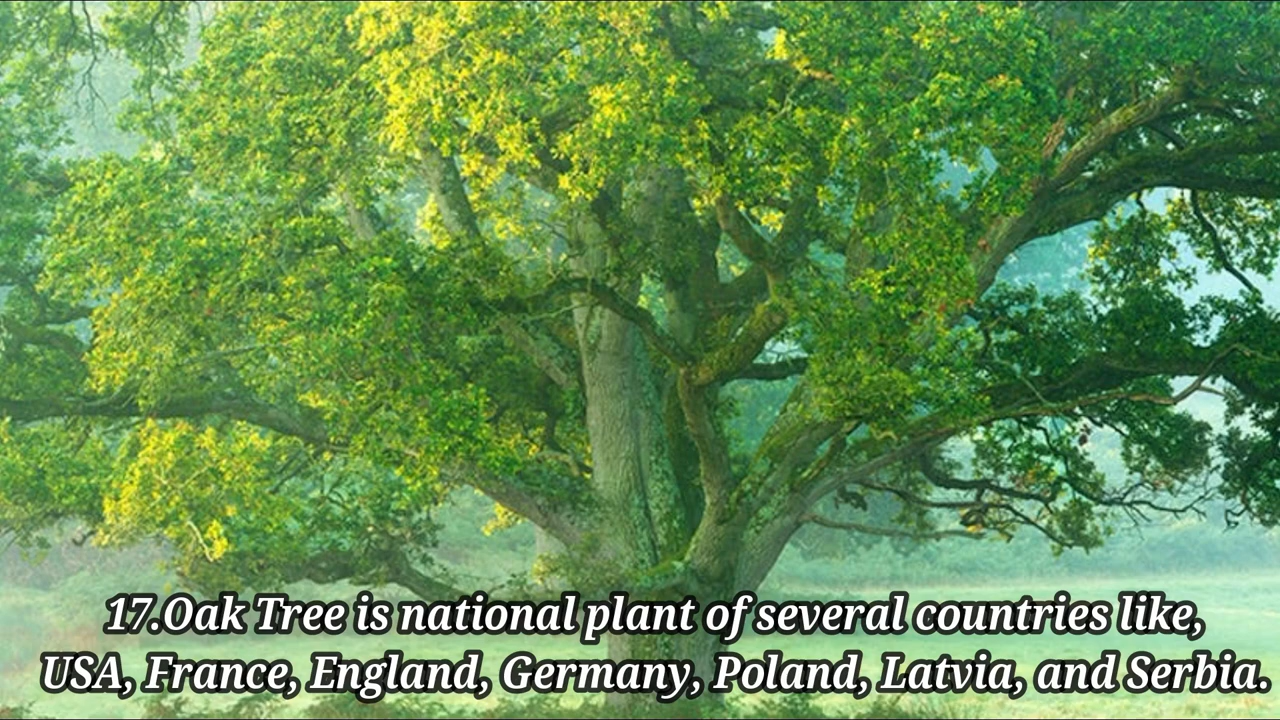 17.Oak Tree is national plant of several countries like,
USA, France, England, Germany, Poland, Latvia, and Serbia.